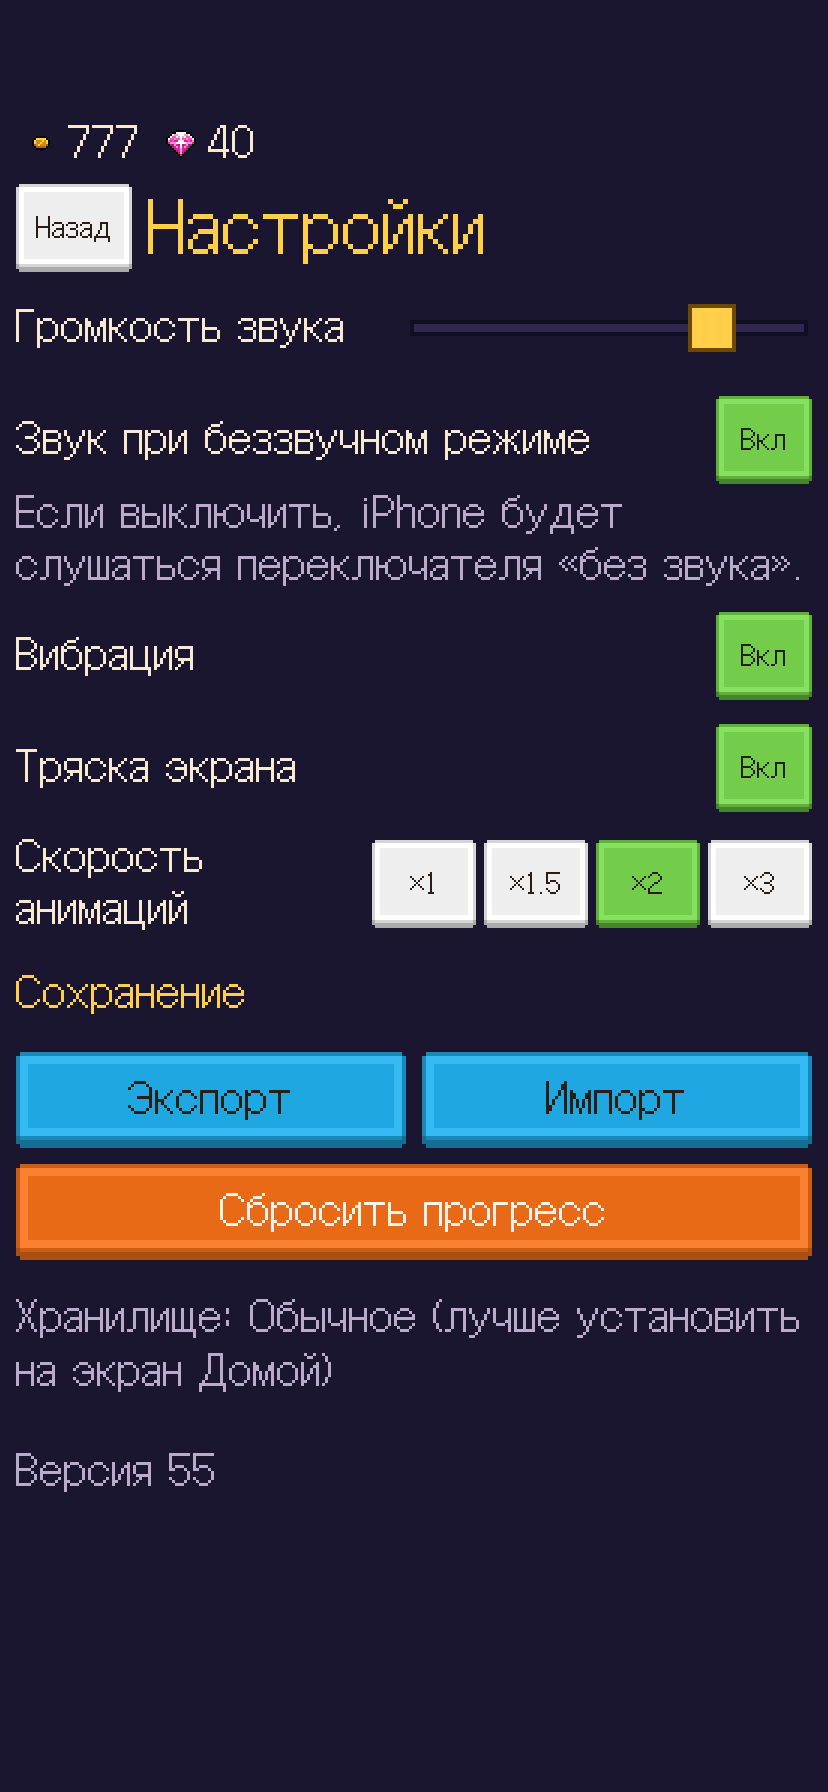 777 40
Назад Настройки
Громкость звука
Звук при беззвучном режиме Вкл
Если выключить, iPhone будет
слушаться переключателя «без звука».
Вибрация Вкл
Тряска экрана Вкл
Скорость
анимаций
×1 ×1.5 ×2 ×3
Сохранение
Экспорт Импорт
Сбросить прогресс
Хранилище: Обычное (лучше установить
на экран Домой)
Версия 55